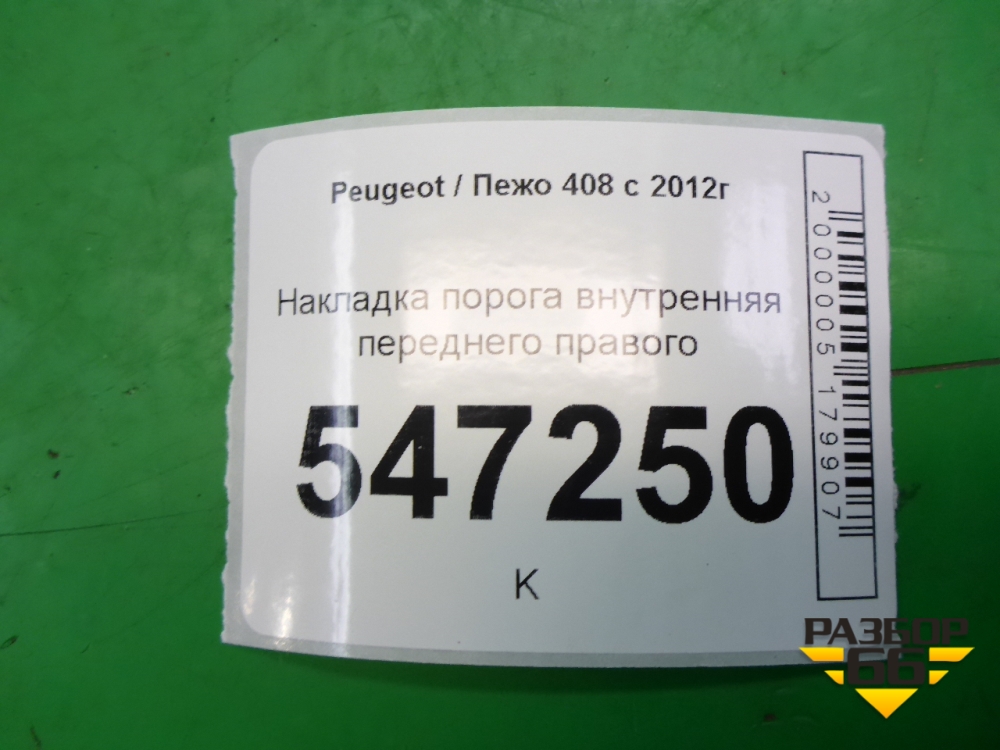 Peugeot / Пежо 408 с 2012г
Накладка порога внутренняя
переднего правого
547250
К
2000005179907
РАЗБОР
66